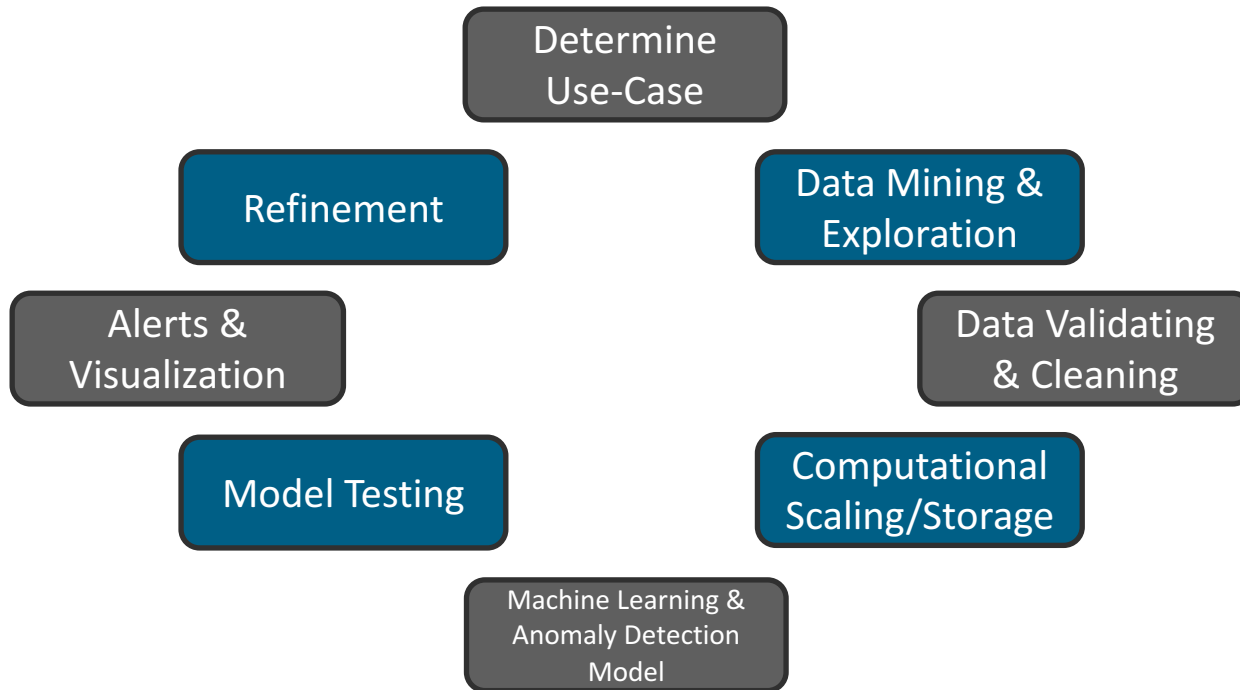 Determine
Use-Case
Refinement
Data Mining &
Exploration
Alerts &
Visualization
Data Validating
& Cleaning
Model Testing
Computational
Scaling/Storage
Machine Learning &
Anomaly Detection
Model